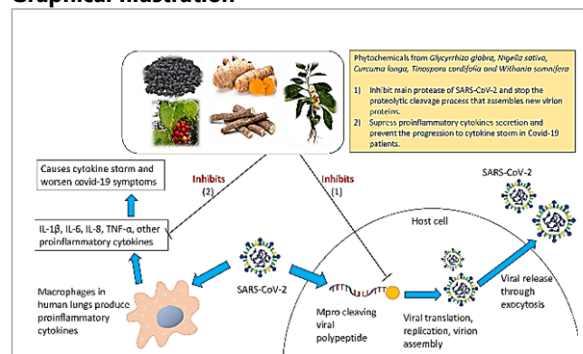 Graphical Illustration
Phytochemicals from Glycyrrhiza glabra, Nigella sativa,
Curcuma longa, Tinospora cordifolia and Withania somnifera
1) Inhibit main protease of SARS-CoV-2 and stop the
proteolytic cleavage process that assembles new virion
proteins.
2) Supress proinflammatory cytokines secretion and
prevent the progression to cytokine storm in Covid-19
patients.
Causes cytokine storm and
worsen covid-19 symptoms
Inhibits
(2)
Inhibits
(1)
SARS-CoV-2
IL-1β, IL-6, IL-8, TNF-α, other
proinflammatory cytokines
Host cell
SARS-CoV-2
Macrophages in
human lungs produce
proinflammatory
cytokines
Mpro cleaving
viral
polypeptide
Viral translation,
replication, virion
assembly
Viral release
through
exocytosis